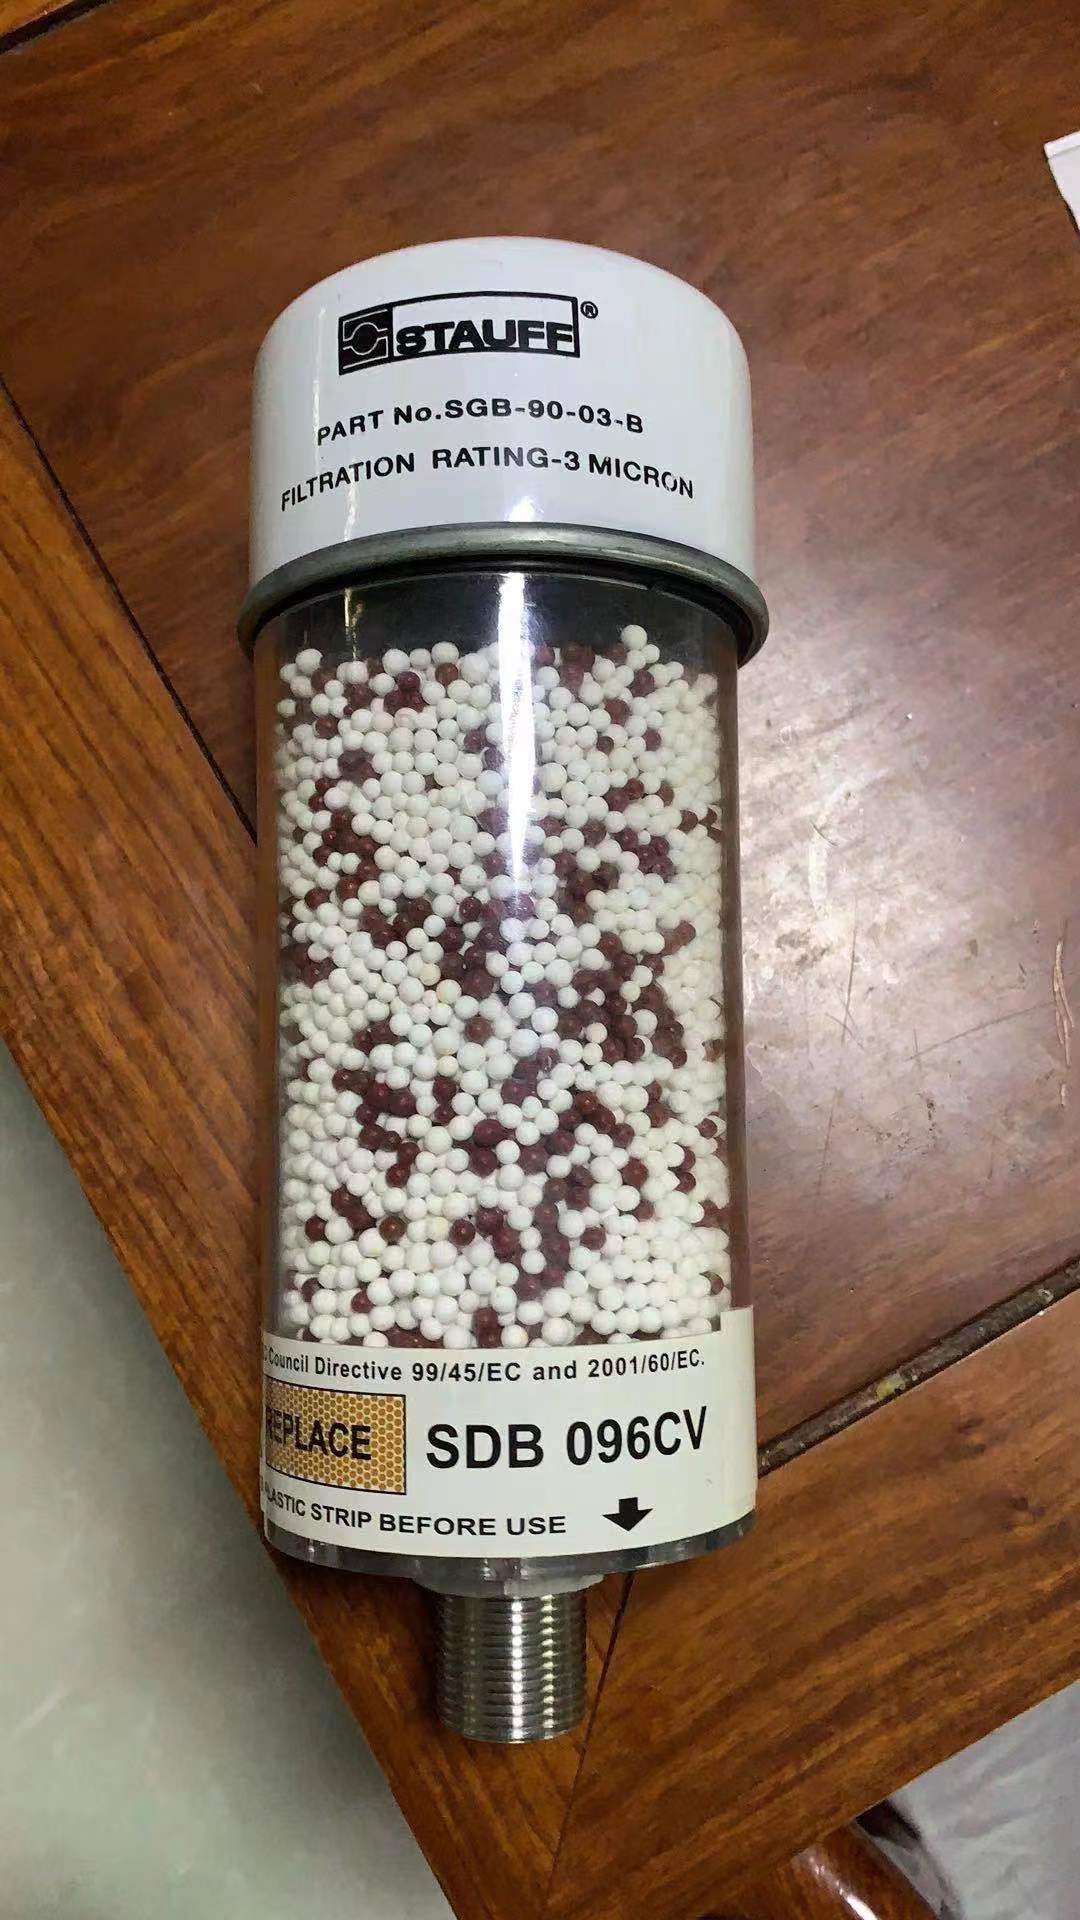 STAUFF®
PART No.SGB-90-03-B
FILTRATION RATING-3 MICRON
Council Directive 99/45/EC and 2001/60/EC.
REPLACE
SDB 096CV
PLASTIC STRIP BEFORE USE